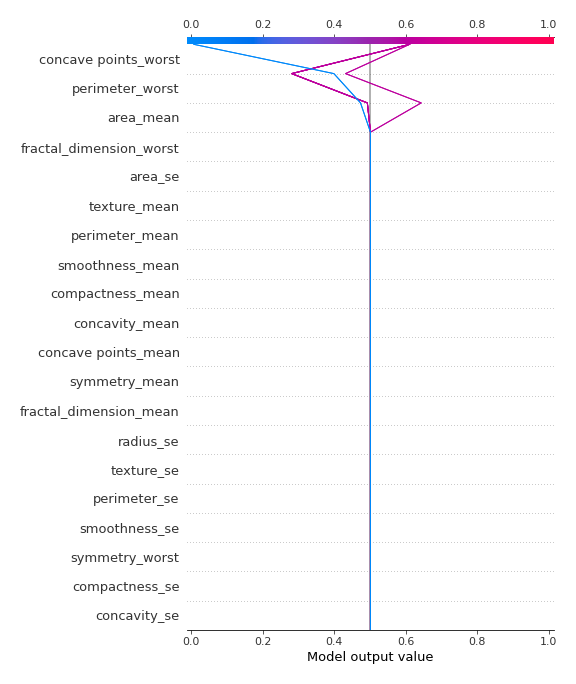 0.0 0.2 0.4 0.6 0.8 1.0
concave points_worst
perimeter_worst
area_mean
fractal_dimension_worst
area_se
texture_mean
perimeter_mean
smoothness_mean
compactness_mean
concavity_mean
concave points_mean
symmetry_mean
fractal_dimension_mean
radius_se
texture_se
perimeter_se
smoothness_se
symmetry_worst
compactness_se
concavity_se
0.0 0.2 0.4 0.6 0.8 1.0
Model output value